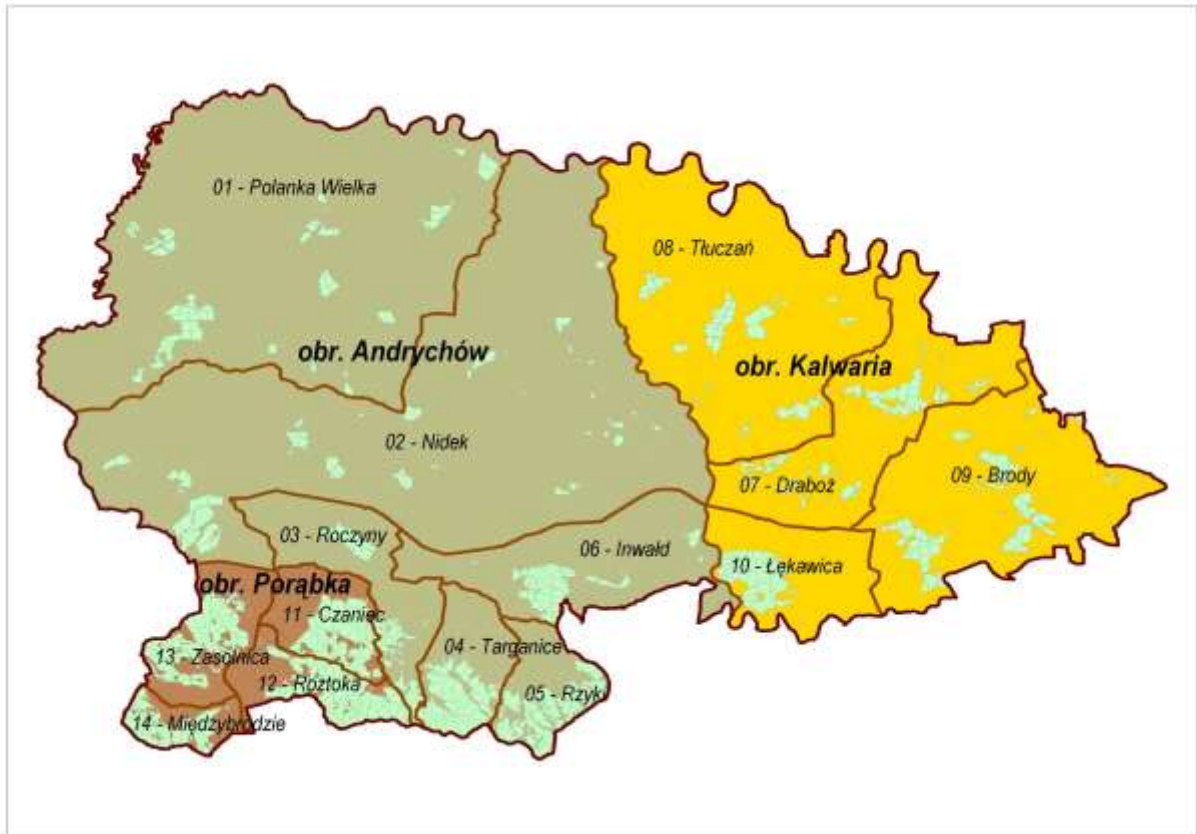 01 - Polanka Wielka
08 - Tłuczań
obr. Andrychów
obr. Kalwaria
02 - Nidek
07 - Draboż
09 - Brody
03 - Roczyny
06 - Inwałd
10 - Łękawica
obr. Porąbka
11 - Czaniec
04 - Targanice
13 - Zasolnica
12 - Roztoka
05 - Rzyki
14 - Międzybrodzie